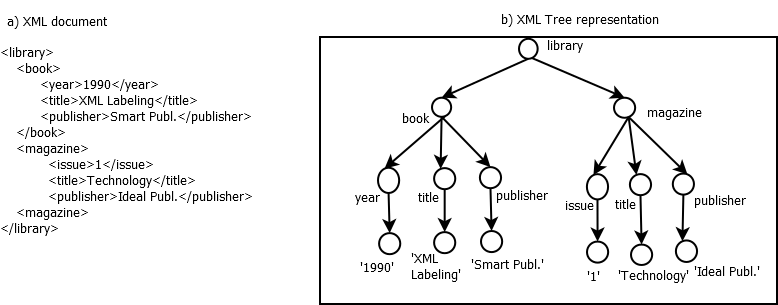 a) XML document
<library>
<book>
<year>1990</year>
<title>XML Labeling</title>
<publisher>Smart Publ.</publisher>
</book>
<magazine>
<issue>1</issue>
<title>Technology</title>
<publisher>Ideal Publ.</publisher>
<magazine>
</library>
b) XML Tree representation
library
book
magazine
year
title
publisher
issue
title
publisher
'1990'
'XML
Labeling'
'Smart Publ.'
'1'
'Technology'
'Ideal Publ.'